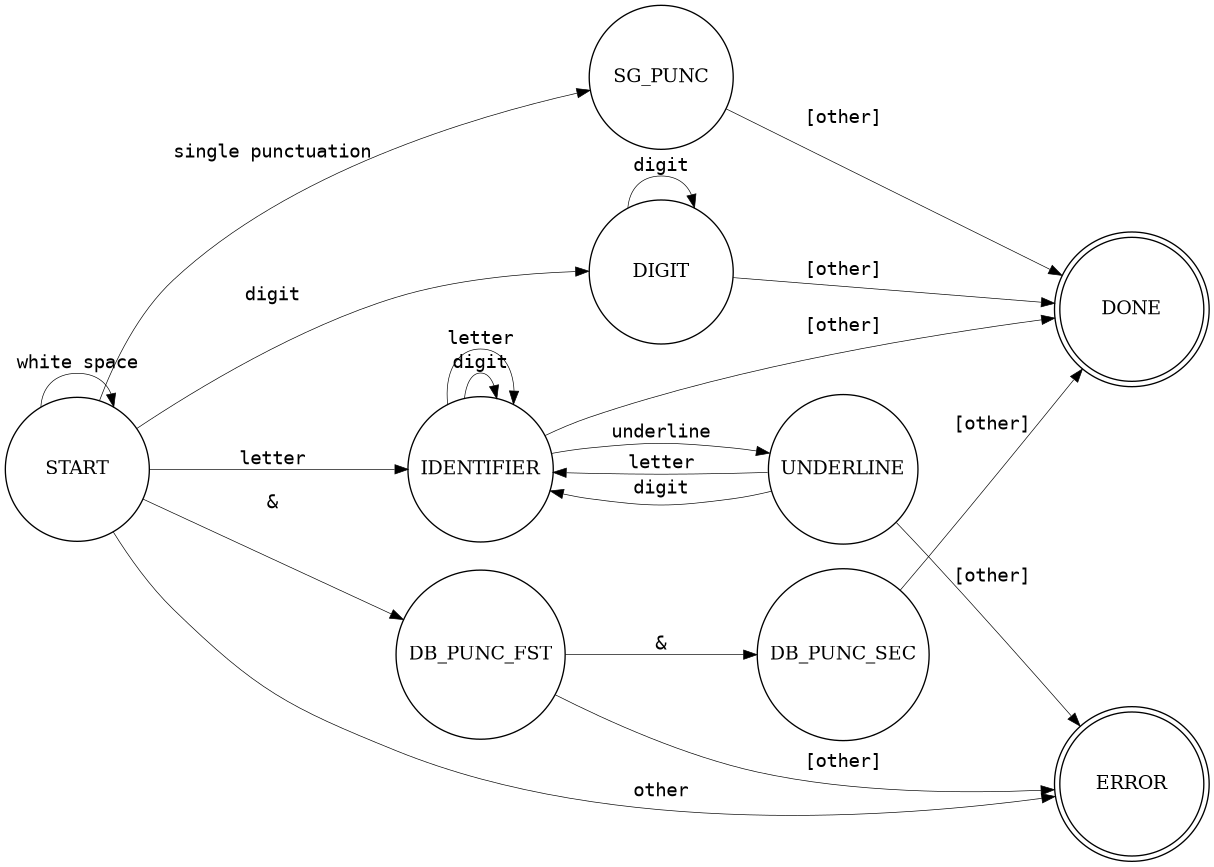 SG_PUNC
[other]
single punctuation
digit
DIGIT
[other]
digit
DONE
[other]
letter
digit
white space
START
letter
IDENTIFIER
underline
letter
digit
UNDERLINE
[other]
&
DB_PUNC_FST
&
DB_PUNC_SEC
[other]
[other]
other
ERROR